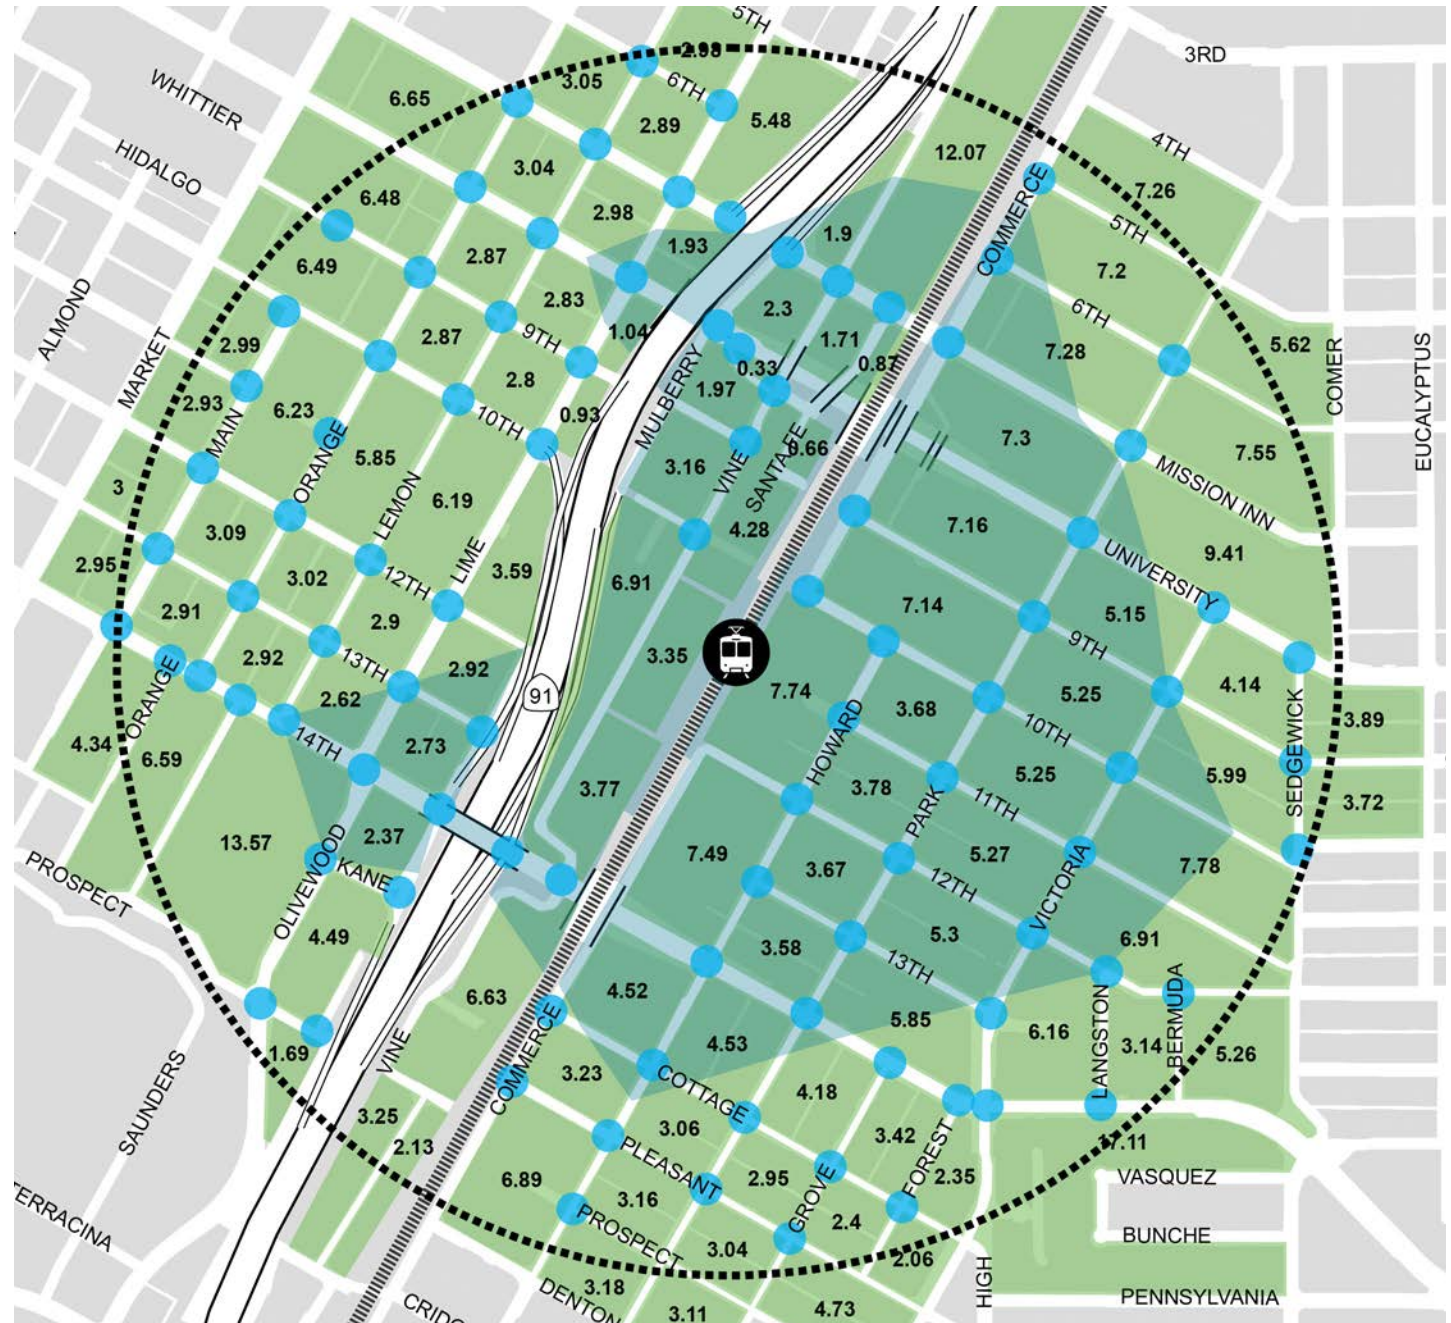 5TH
3RD
2.98
3.05
6TH
WHITTIER
6.65
2.89
5.48
4TH
HIDALGO
12.07
3.04
7.26
COMMERCE
6.48
2.98
5TH
1.93
1.9
6.49
2.87
7.2
2.83
2.3
6TH
ALMOND
MARKET
2.99
2.87
9TH
1.04
1.71
7.28
5.62
COMER
EUCALYPTUS
0.33
0.87
2.8
1.97
MULBERRY
2.93
6.23
10TH
0.93
7.3
MAIN
ORANGE
5.85
3.16
VINE
SANTA FE
0.66
7.55
3
LEMON
6.19
MISSION INN
3.09
4.28
7.16
9.41
2.95
3.02
12TH
LIME
3.59
6.91
UNIVERSITY
2.91
2.9
7.14
5.15
9TH
2.92
13TH
2.92
3.35
4.14
ORANGE
2.62
91
7.74
3.68
5.25
10TH
SEDGEWICK
3.89
4.34
6.59
14TH
2.73
HOWARD
3.77
3.78
5.25
5.99
3.72
11TH
PARK
13.57
2.37
OLIVEWOOD
KANE
7.49
3.67
5.27
7.78
PROSPECT
12TH
VICTORIA
4.49
3.58
5.3
6.91
13TH
6.63
4.52
BERMUDA
5.85
LANGSTON
6.16
3.14
5.26
1.69
VINE
COMMERCE
4.53
3.23
COTTAGE
4.18
SAUNDERS
3.25
2.13
3.06
3.42
17.11
PLEASANT
FOREST
6.89
2.95
2.35
VASQUEZ
3.16
GROVE
2.4
PROSPECT
TERRACINA
3.04
2.06
BUNCHE
3.18
HIGH
DENTON
4.73
PENNSYLVANIA
3.11